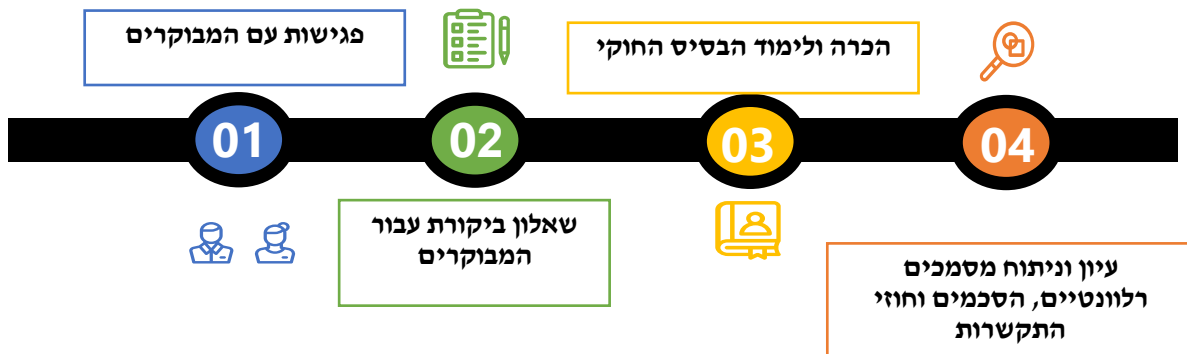 פגישות עם המבוקרים
הכרה ולימוד הבסיס החוקי
01
02
03
04
שאלון ביקורת עבור
המבוקרים
עיון וניתוח מסמכים
רלוונטיים, הסכמים וחוזי
התקשרות